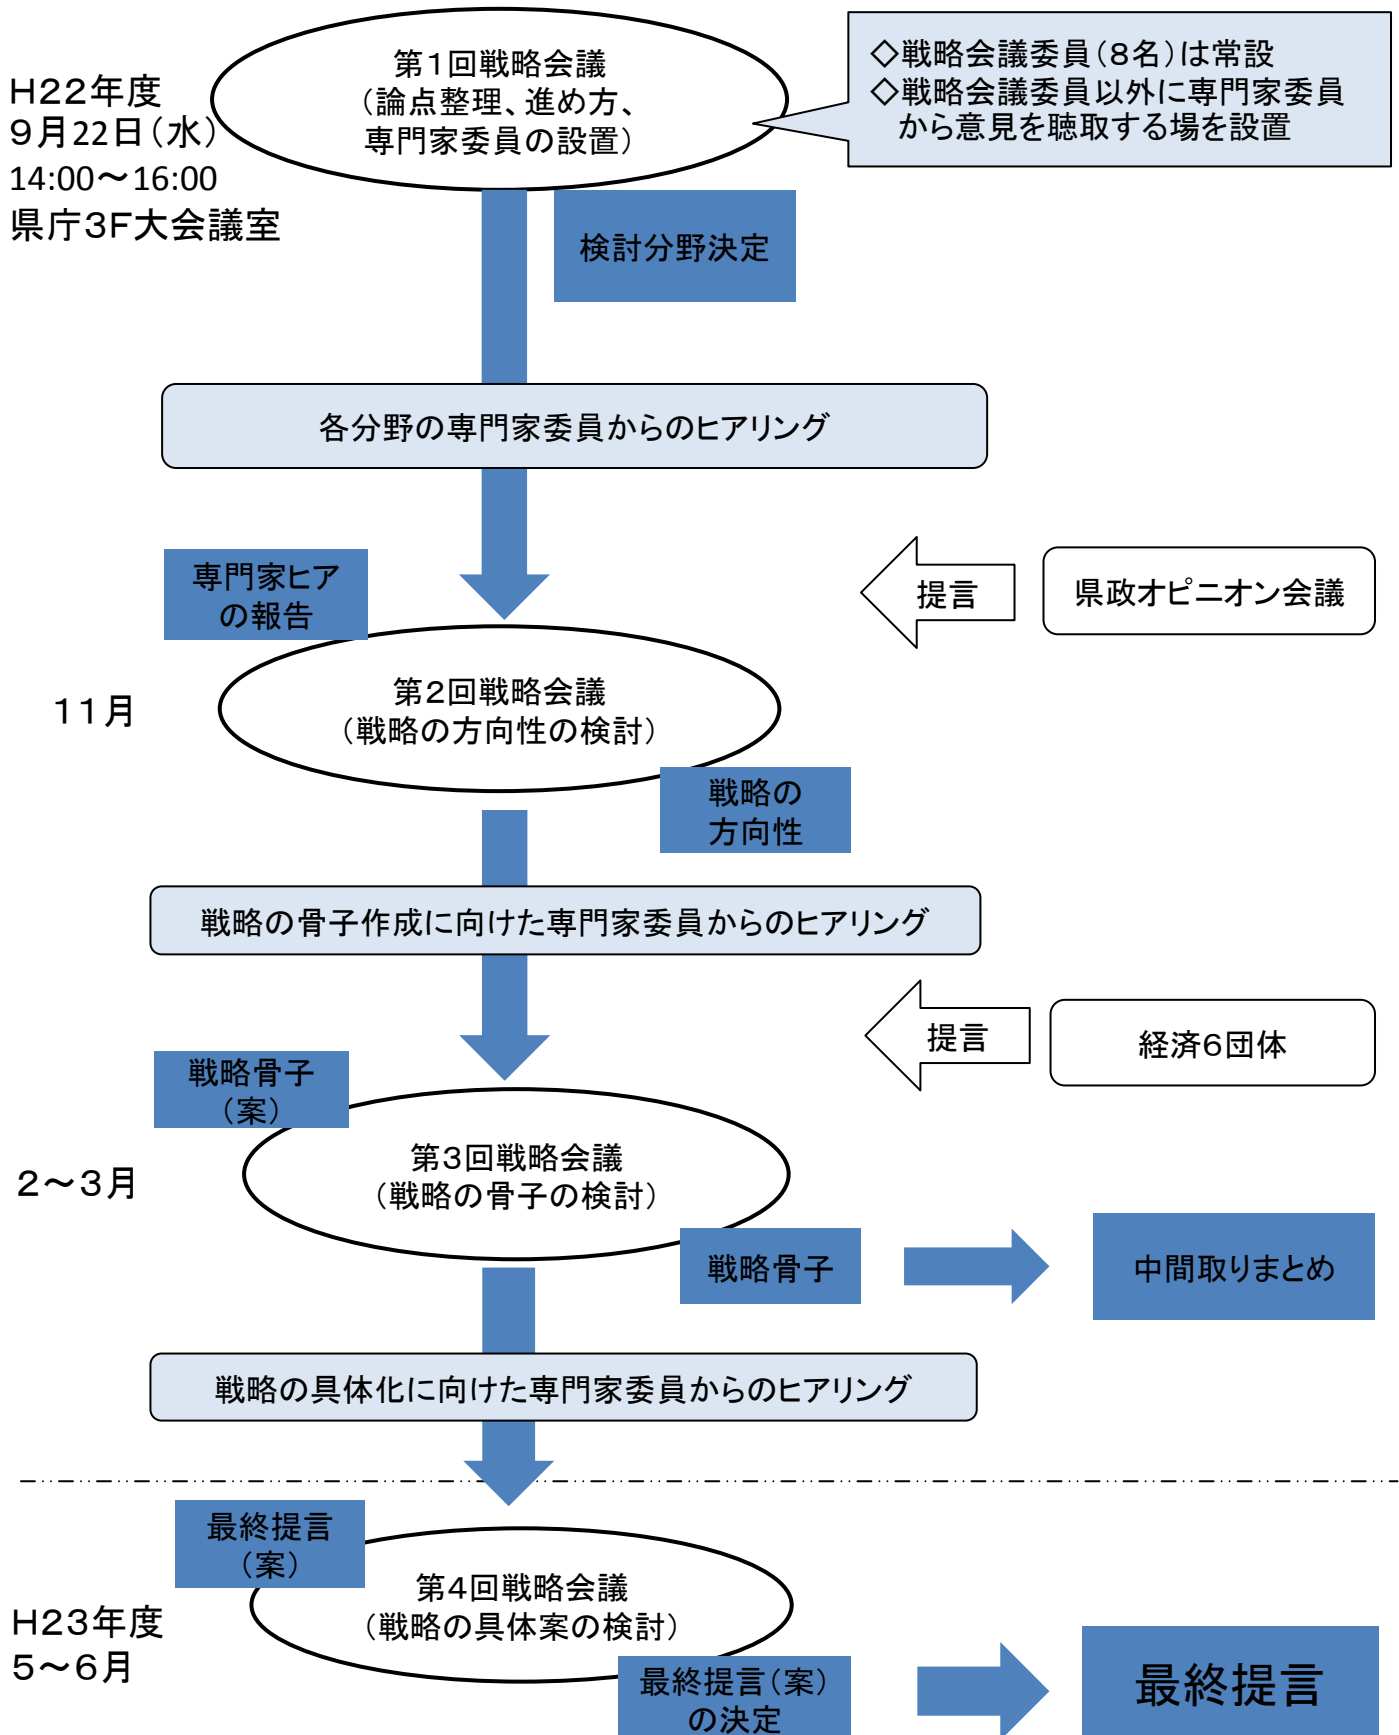 H22年度
9月22日(水)
14:00～16:00
県庁3F大会議室
第1回戦略会議
(論点整理、進め方、
専門家委員の設置)
◇戦略会議委員(8名)は常設
◇戦略会議委員以外に専門家委員
から意見を聴取する場を設置
検討分野決定
各分野の専門家委員からのヒアリング
専門家ヒア
の報告
提言
県政オピニオン会議
11月
第2回戦略会議
(戦略の方向性の検討)
戦略の
方向性
戦略の骨子作成に向けた専門家委員からのヒアリング
提言
経済6団体
戦略骨子
(案)
2～3月
第3回戦略会議
(戦略の骨子の検討)
戦略骨子
中間取りまとめ
戦略の具体化に向けた専門家委員からのヒアリング
最終提言
(案)
H23年度
5～6月
第4回戦略会議
(戦略の具体案の検討)
最終提言(案)
の決定
最終提言